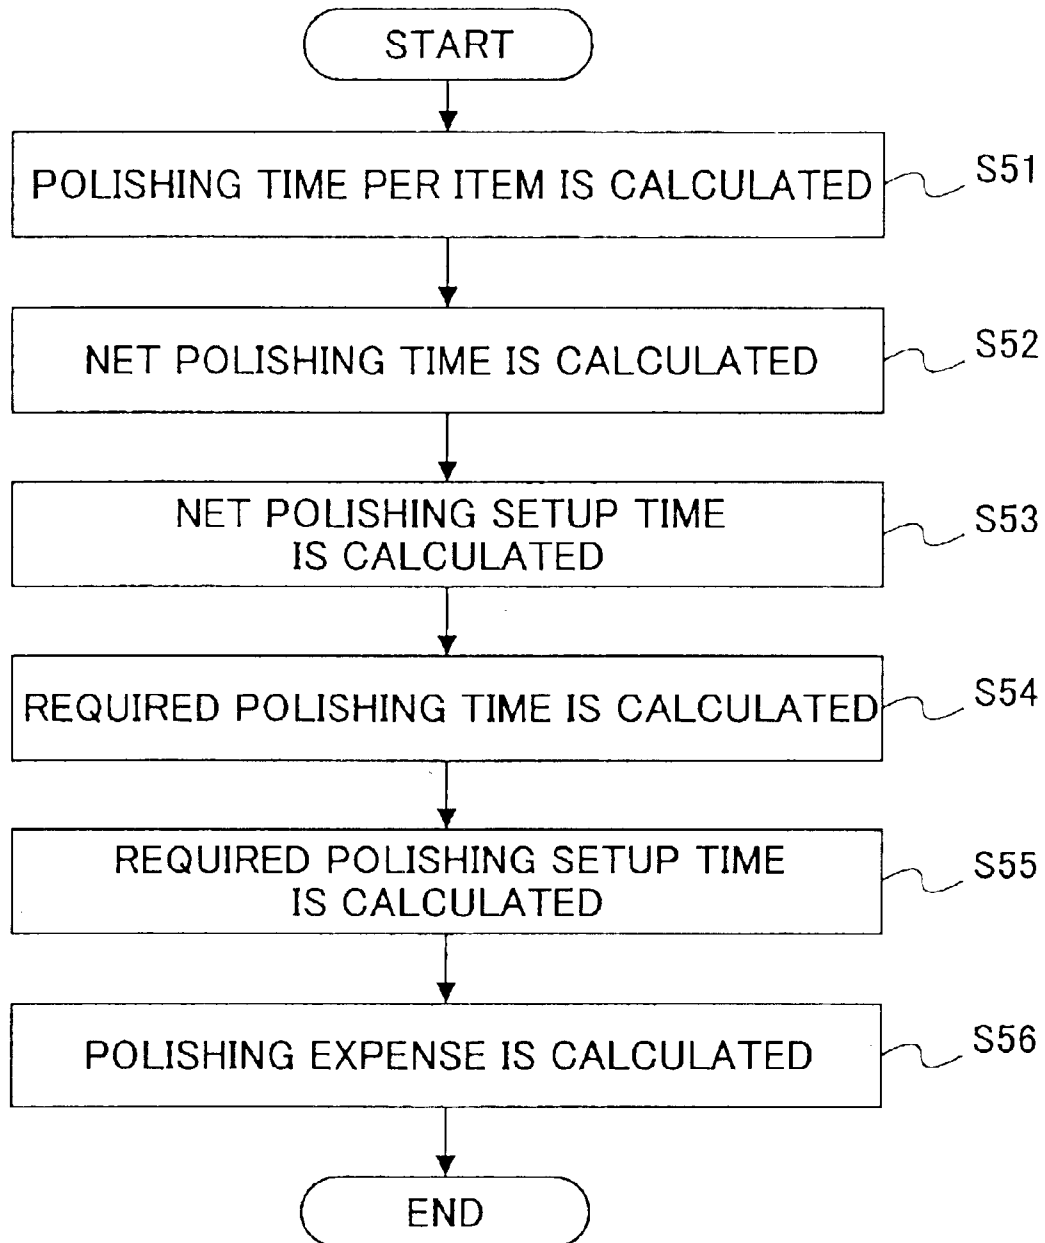 START
POLISHING TIME PER ITEM IS CALCULATED
S51
NET POLISHING TIME IS CALCULATED
S52
NET POLISHING SETUP TIME
IS CALCULATED
S53
REQUIRED POLISHING TIME IS CALCULATED
S54
REQUIRED POLISHING SETUP TIME
IS CALCULATED
S55
POLISHING EXPENSE IS CALCULATED
S56
END